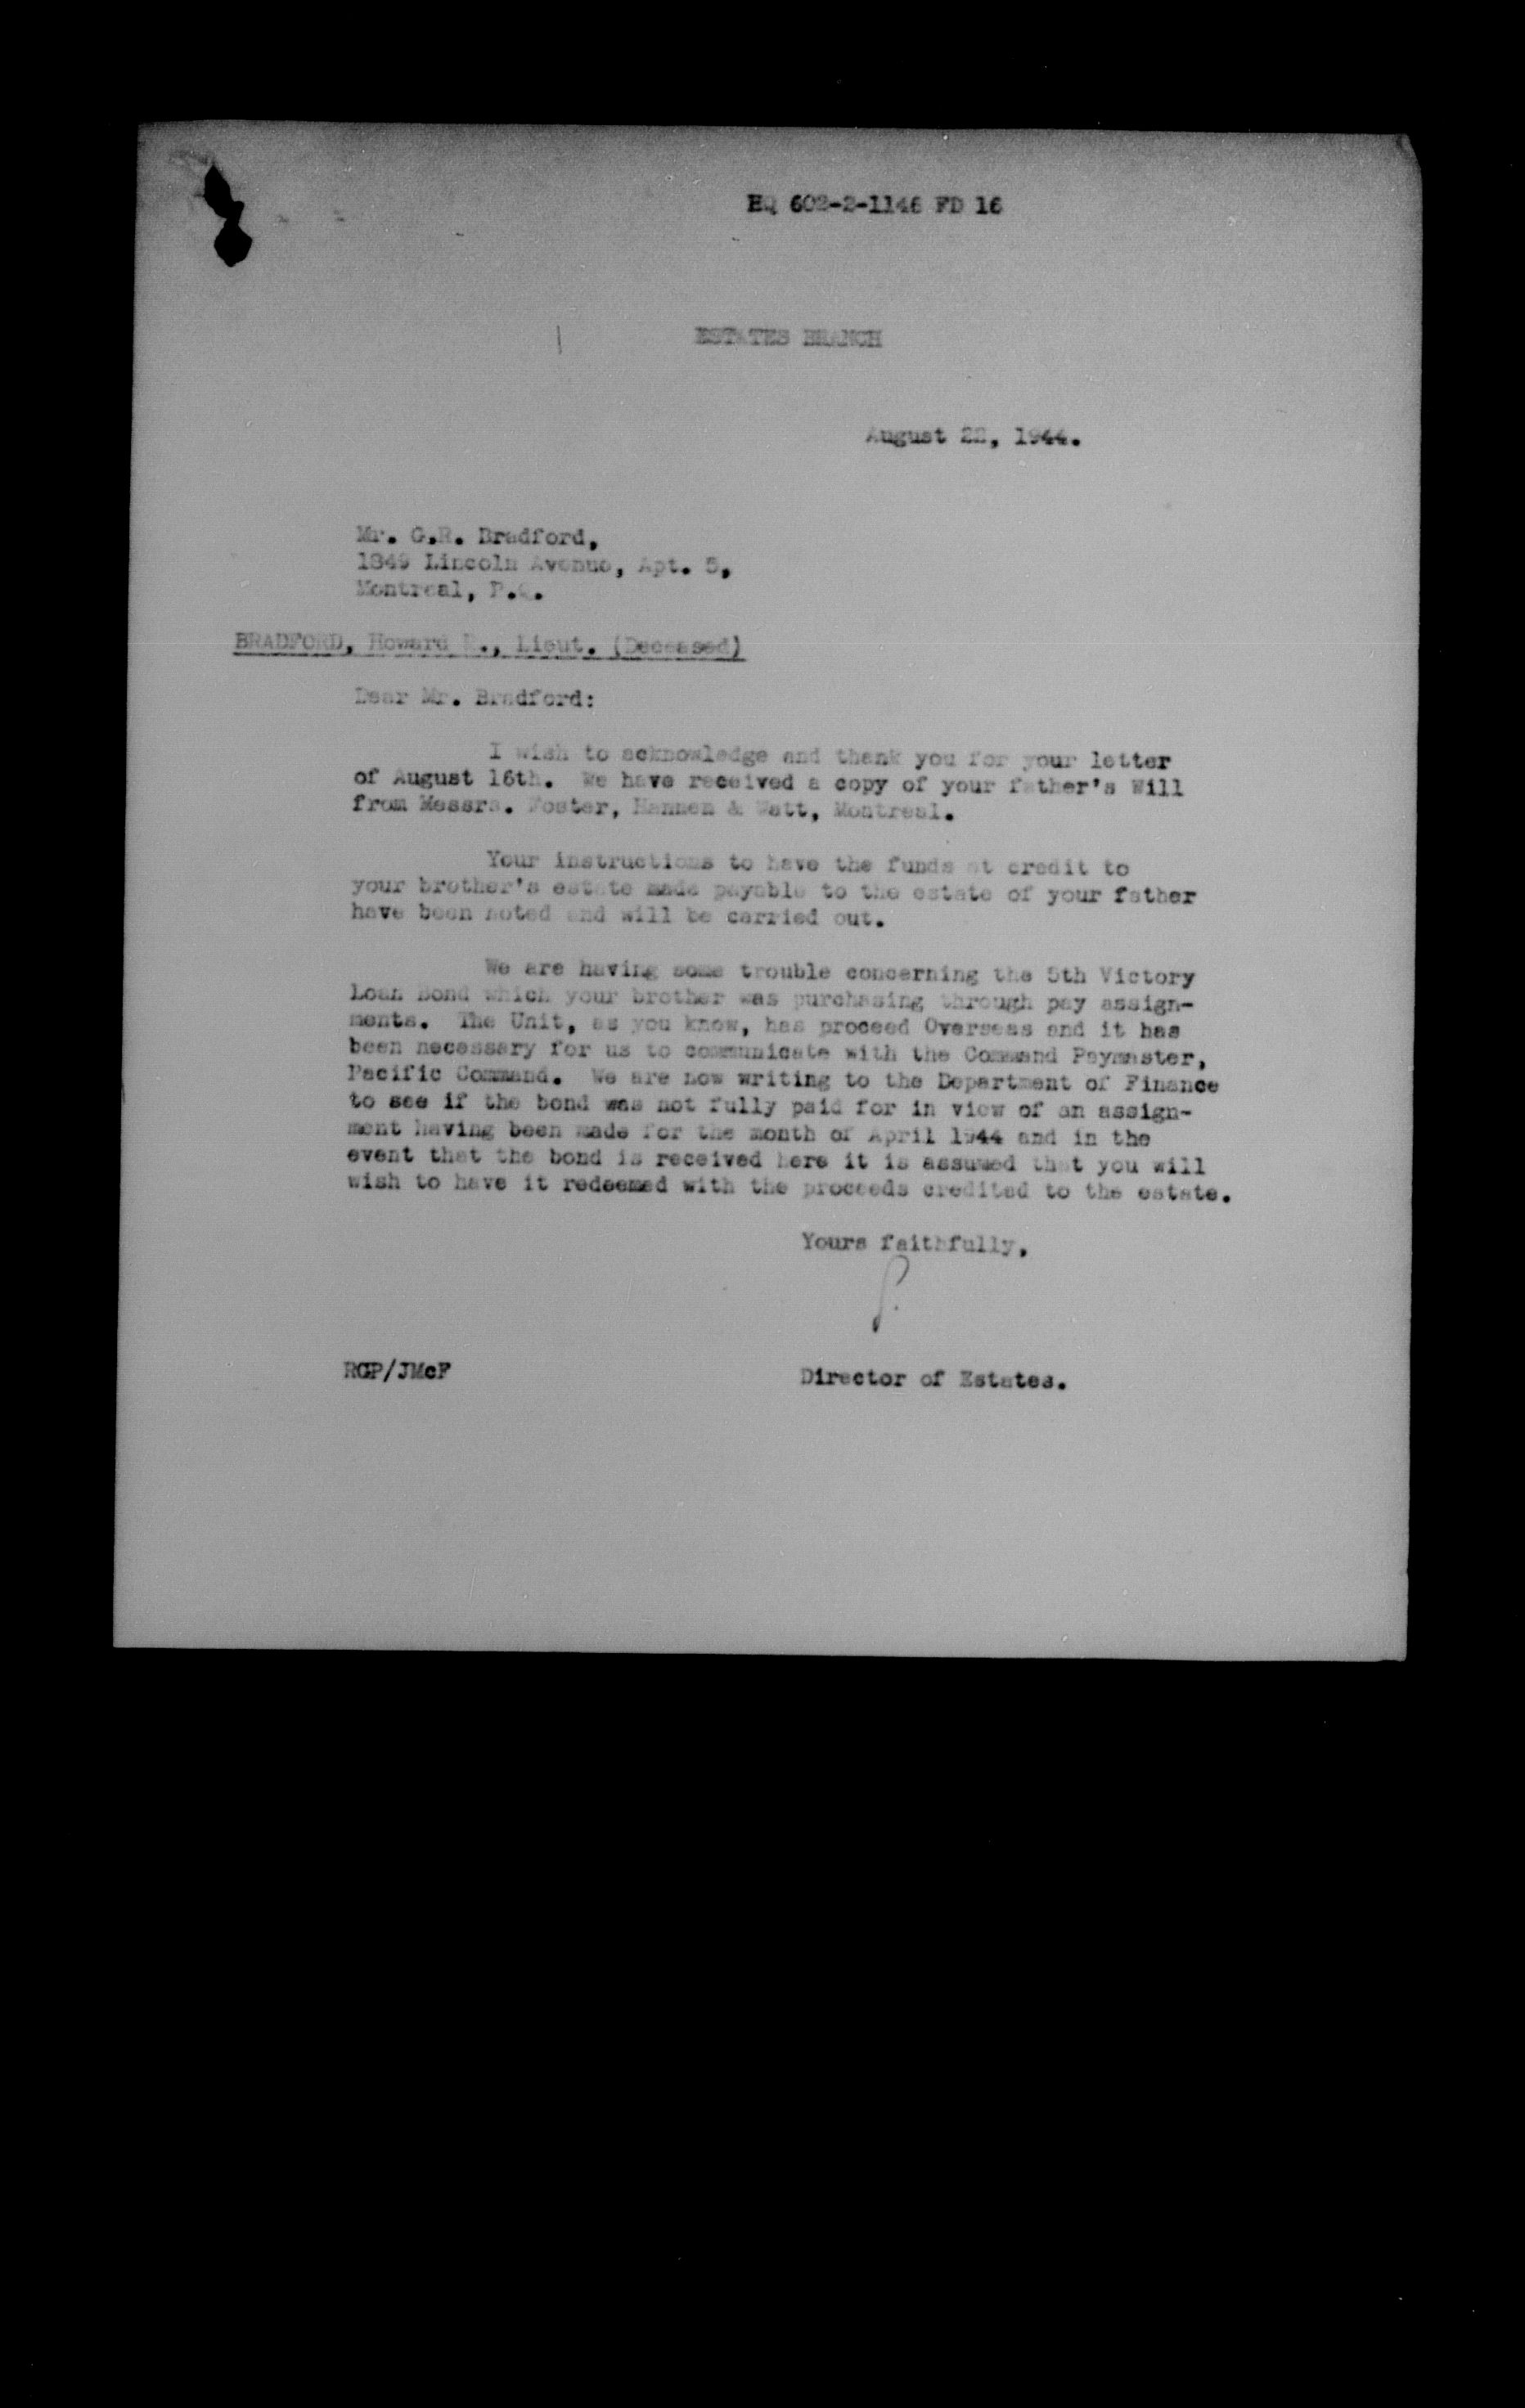 HQ 602-2-1146 FD 16
ESTATES BRANCH
August 22, 1944.
Mr. G.R. Bradford,
1849 Lincoln Avenue, Apt. 5,
Montreal, P.Q.
BRADFORD, Howard, Lieut. (Deceased)
Dear Mr. Bradford:
I wish to acknowledge and thank you for your letter
of August 16th. We have received a copy of your father's Will
from Messrs. Foster, Hannen & Watt, Montreal.
Your instructions to have the funds at credit to
your brother's estate made payable to the estate of your father
have been noted and will be carried out.
We are having some trouble concerning the 5th Victory
Loan Bond which your brother was purchasing through pay assign-
ments. The Unit, as you know, has proceed Overseas and it has
been necessary for us to communicate with the Command Paymaster,
Pacific Command. We are now writing to the Department of Finance
to see if the bond was not fully paid for in view of an assign-
ment having been made for the month of April 1944 and in the
event that the bond is received here it is assumed that you will
wish to have it redeemed with the proceeds credited to the estate.
Yours faithfully,
RGP/JMcF
Director of Estates.